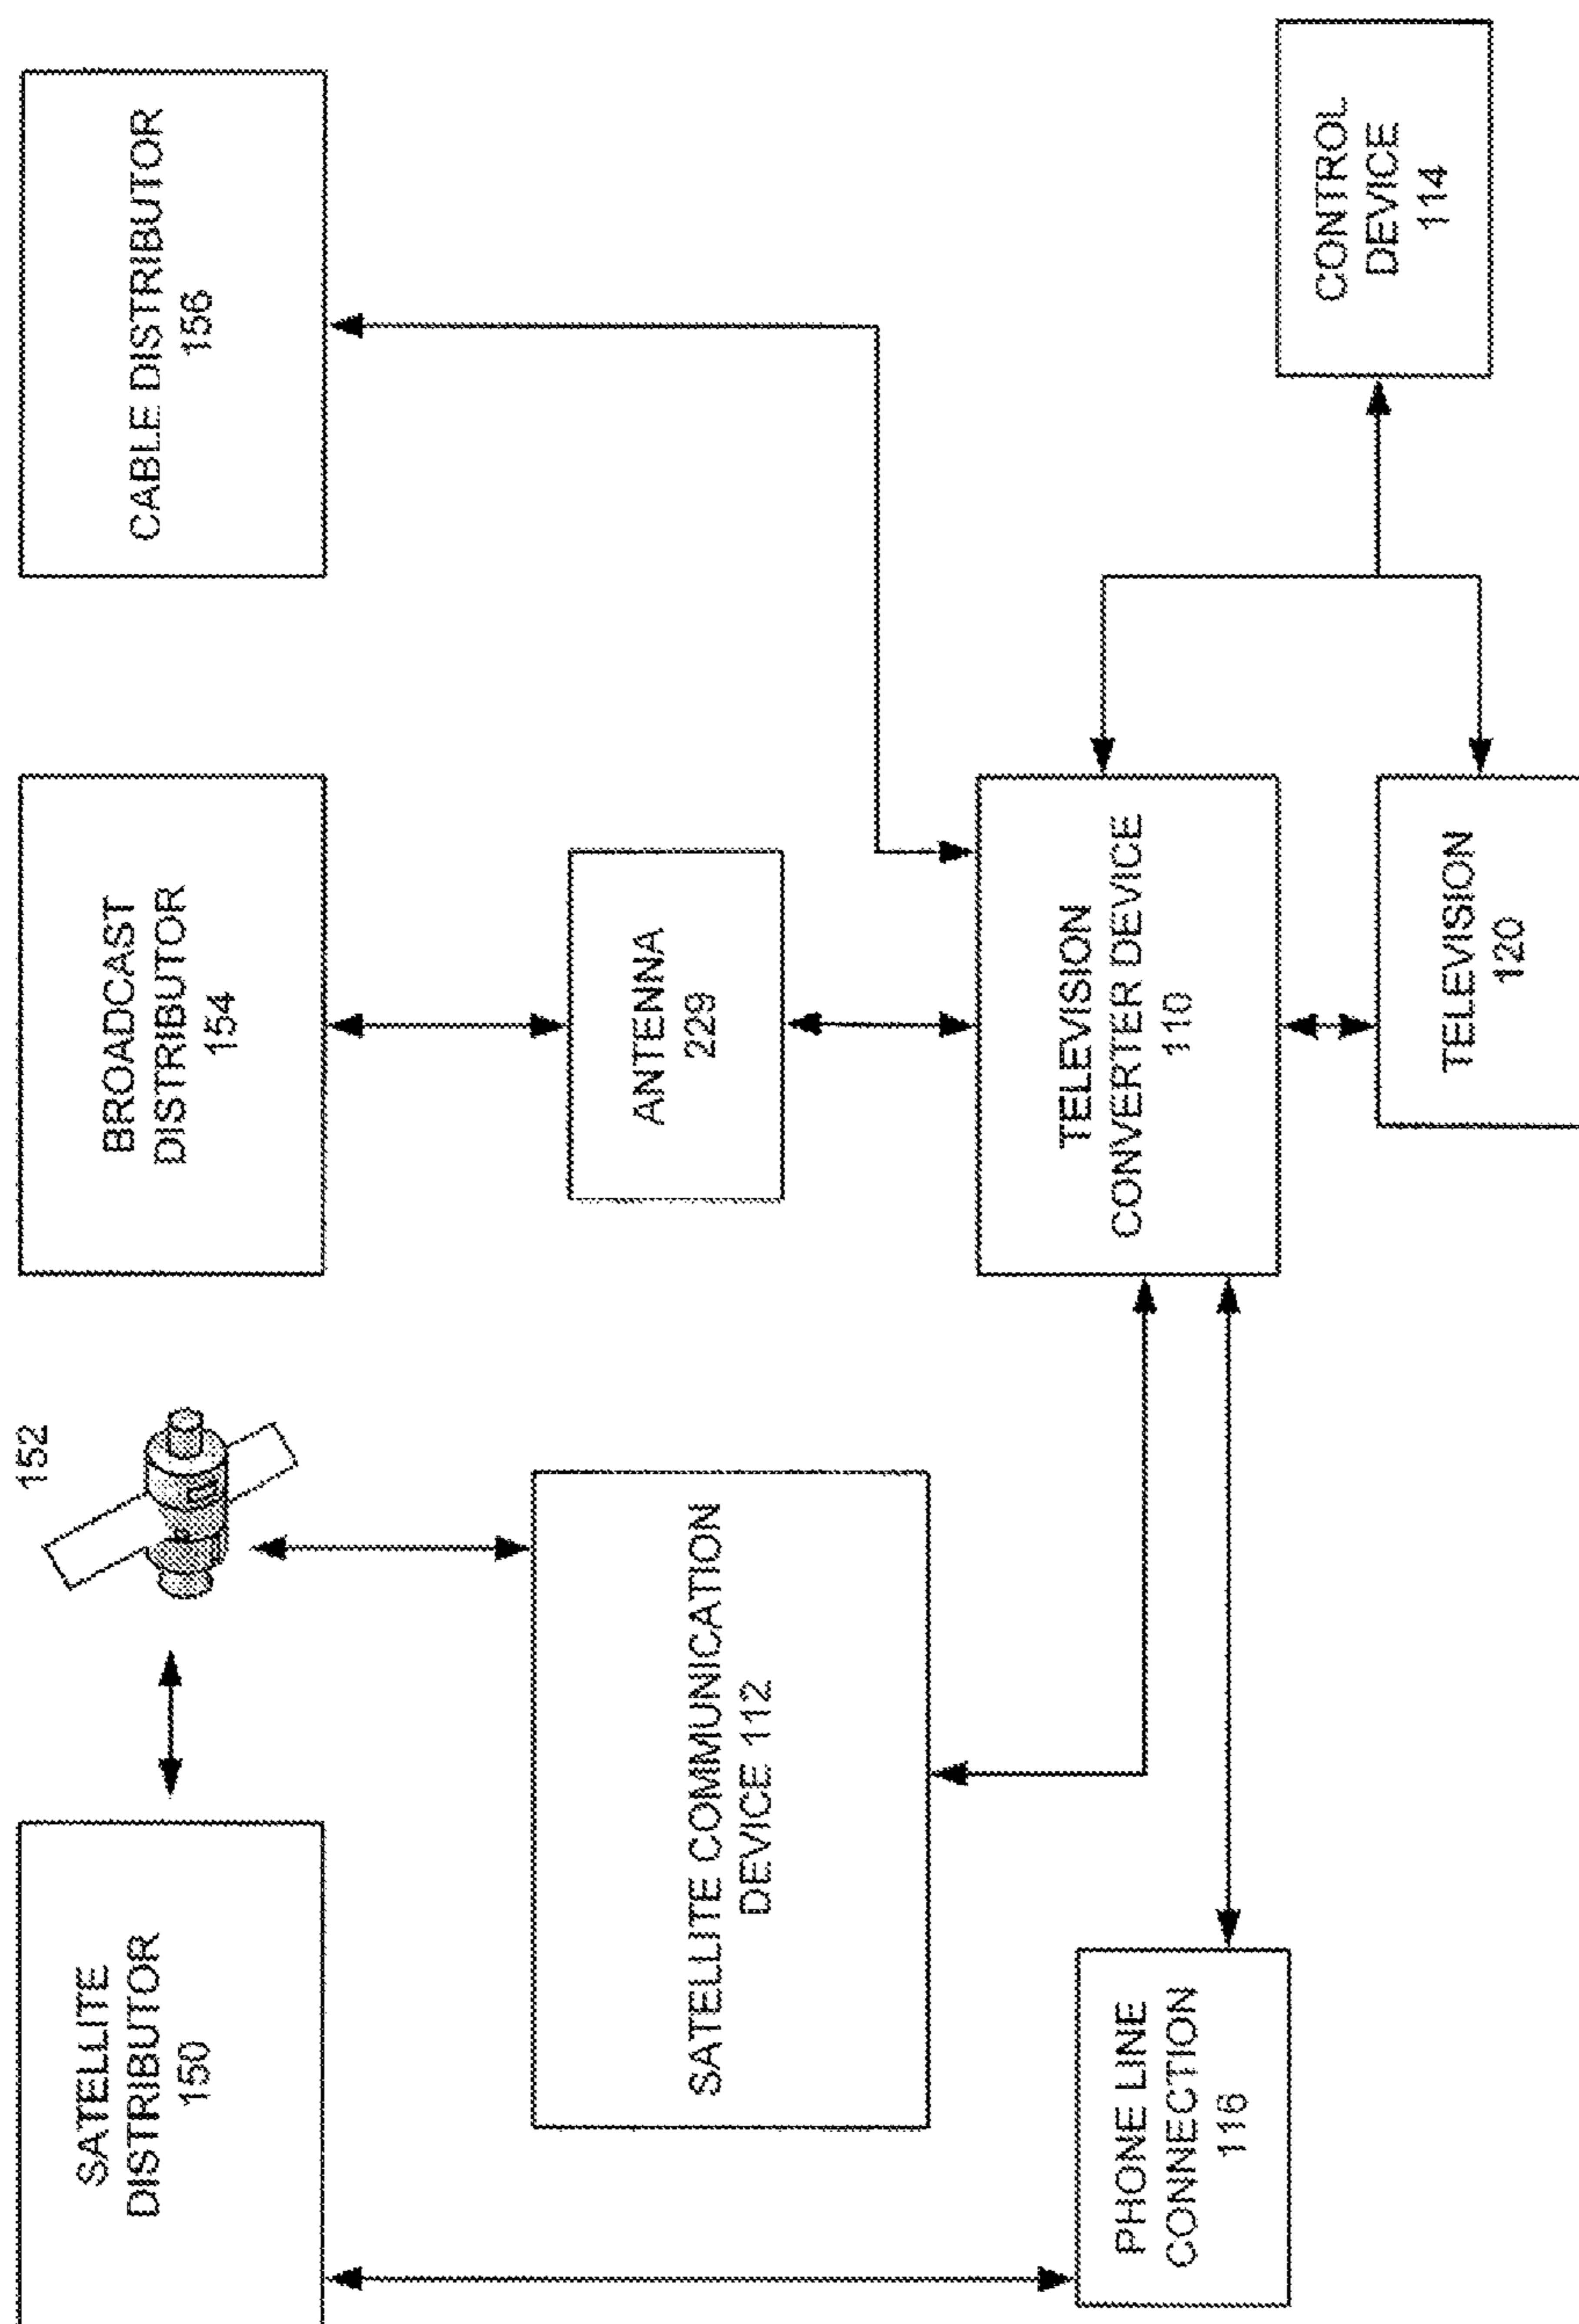 SATELLITE
DISTRIBUTOR
150
152
BROADCAST
DISTRIBUTOR
154
CABLE DISTRIBUTOR
156
SATELLITE COMMUNICATION
DEVICE 112
ANTENNA
229
PHONE LINE
CONNECTION
116
TELEVISION
CONVERTER DEVICE
110
CONTROL
DEVICE
114
TELEVISION
120